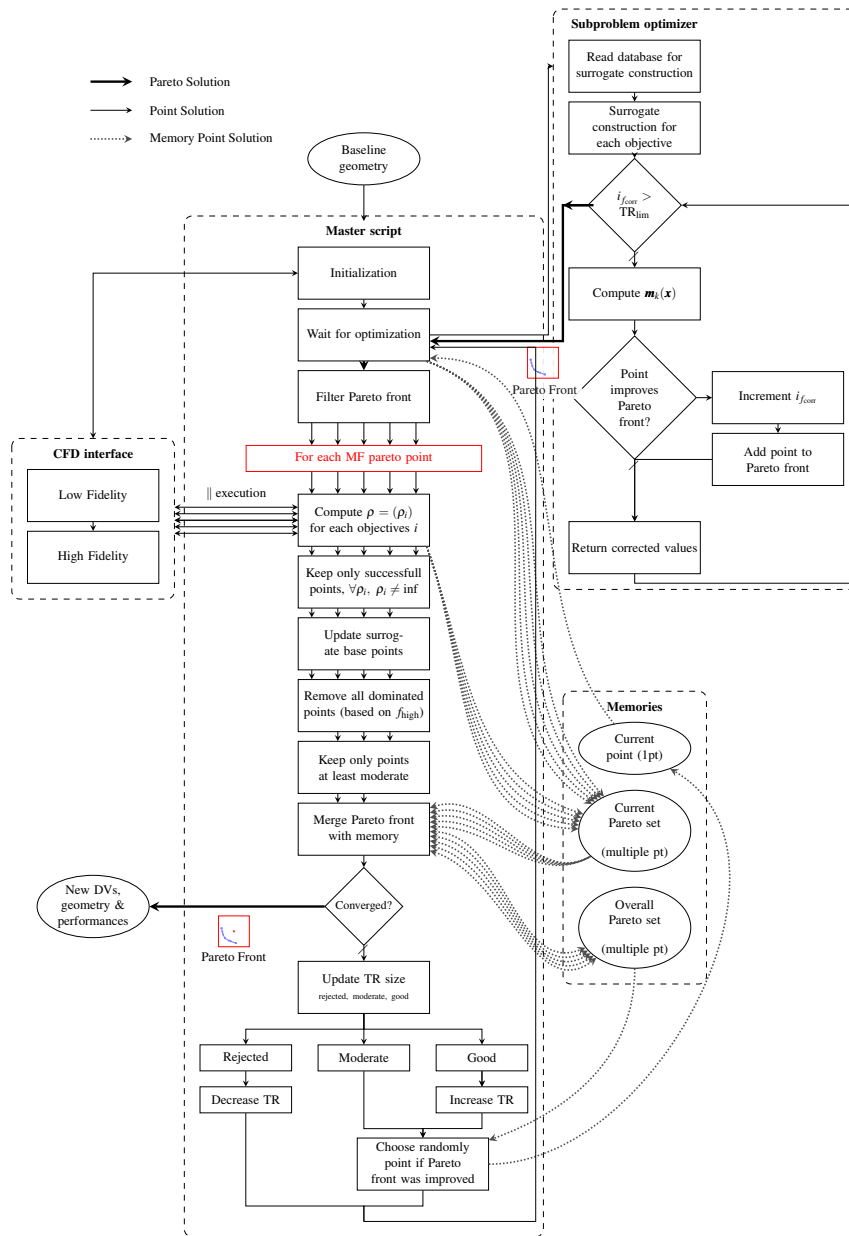 Subproblem optimizer
Read database for
surrogate construction
Surrogate
construction for
each objective
i_{f_corr} >
TR_lim
Compute m_k(x)
Point
improves
Pareto
front?
Increment i_{f_corr}
Add point to
Pareto front
Return corrected values
Pareto Solution
Point Solution
Memory Point Solution
Baseline
geometry
Master script
Initialization
Wait for optimization
Pareto Front
Filter Pareto front
For each MF pareto point
CFD interface
Low Fidelity
High Fidelity
|| execution
Compute ρ = (ρ_i)
for each objectives i
Keep only successfull
points, ∀ρ_i, ρ_i ≠ inf
Update surrog-
ate base points
Remove all dominated
points (based on f_high)
Keep only points
at least moderate
Merge Pareto front
with memory
Memories
Current
point (1pt)
Current
Pareto set
(multiple pt)
Overall
Pareto set
(multiple pt)
Converged?
New DVs,
geometry &
performances
Pareto Front
Update TR size
rejected, moderate, good
Rejected
Moderate
Good
Decrease TR
Increase TR
Choose randomly
point if Pareto
front was improved